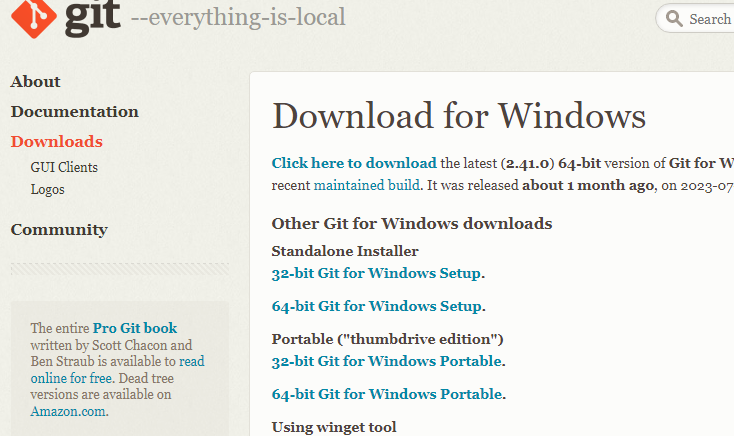 git --everything-is-local
Search
About
Documentation
Downloads
GUI Clients
Logos
Community
The entire Pro Git book
written by Scott Chacon and
Ben Straub is available to read
online for free. Dead tree
versions are available on
Amazon.com.
Download for Windows
Click here to download the latest (2.41.0) 64-bit version of Git for W
recent maintained build. It was released about 1 month ago, on 2023-07
Other Git for Windows downloads
Standalone Installer
32-bit Git for Windows Setup.
64-bit Git for Windows Setup.
Portable ("thumbdrive edition")
32-bit Git for Windows Portable.
64-bit Git for Windows Portable.
Using winget tool